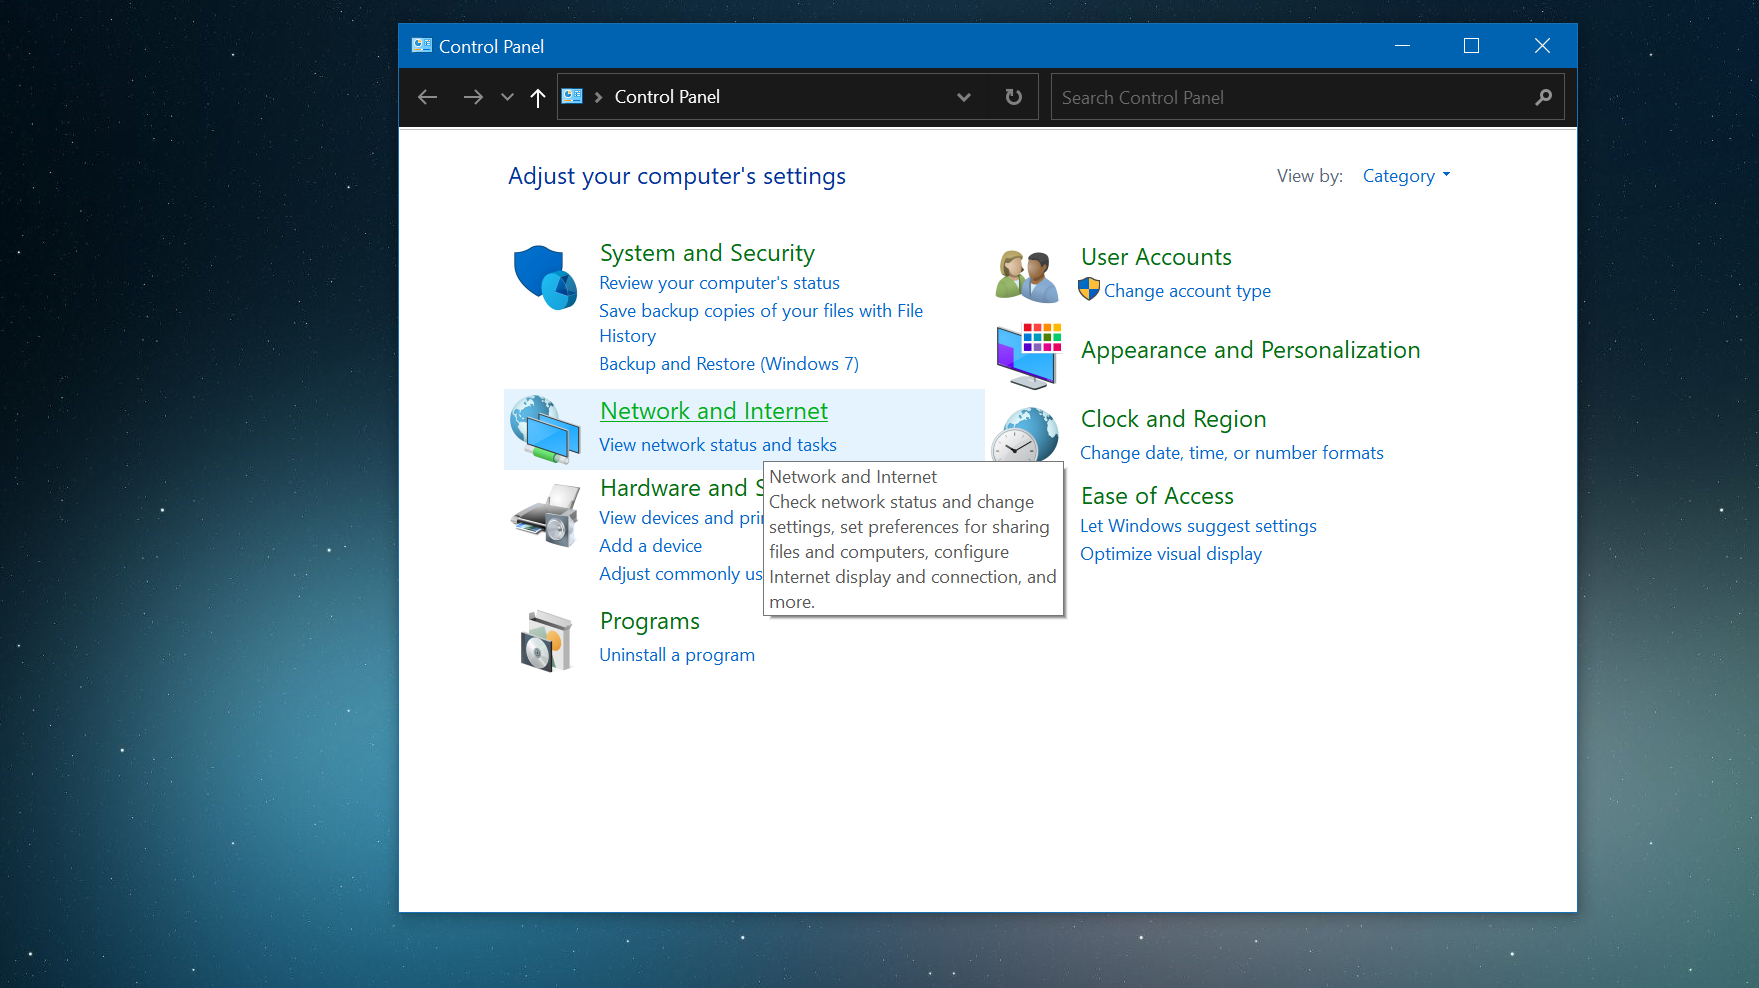 Control Panel
Control Panel
Search Control Panel
Adjust your computer's settings
View by:
Category
System and Security
Review your computer's status
Save backup copies of your files with File
History
Backup and Restore (Windows 7)
Network and Internet
View network status and tasks
Hardware and
View devices and
Add a device
Adjust commonly
Programs
Uninstall a program
User Accounts
Change account type
Appearance and Personalization
Clock and Region
Change date, time, or number formats
Ease of Access
Let Windows suggest settings
Optimize visual display
Network and Internet
Check network status and change
settings, set preferences for sharing
files and computers, configure
Internet display and connection, and
more.